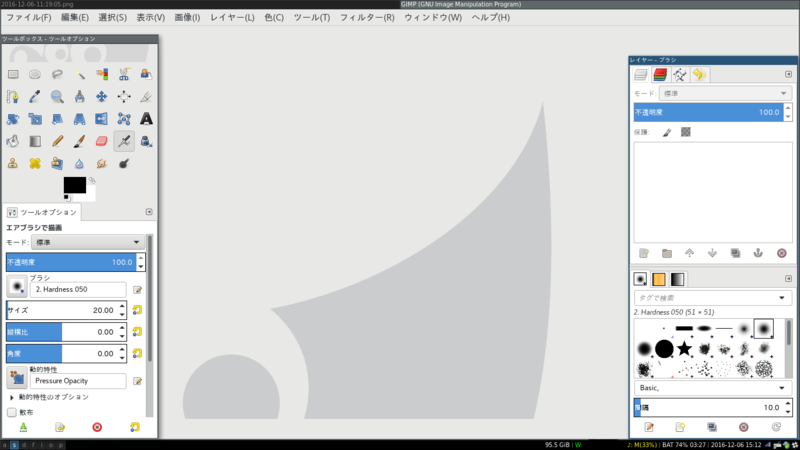 2016-12-06-11:19:05.png
GIMP (GNU Image Manipulation Program)
ファイル(F) 編集(E) 選択(S) 表示(V) 画像(I) レイヤー(L) 色(C) ツール(T) フィルター(R) ウィンドウ(W) ヘルプ(H)
ツールボックス - ツールオプション
ツールオプション
エアブラシで描画
モード: 標準
不透明度 100.0
ブラシ
2. Hardness 050
サイズ 20.00
縦横比 0.00
角度 0.00
動的特性
Pressure Opacity
動的特性のオプション
散布
レイヤー - ブラシ
モード: 標準
不透明度 100.0
保護:
タグで検索
2. Hardness 050 (51 × 51)
Basic,
間隔 10.0
a s d f i o p
95.5 GiB | W:
♪: M(33%) | BAT 74% 03:27 | 2016-12-06 15:12